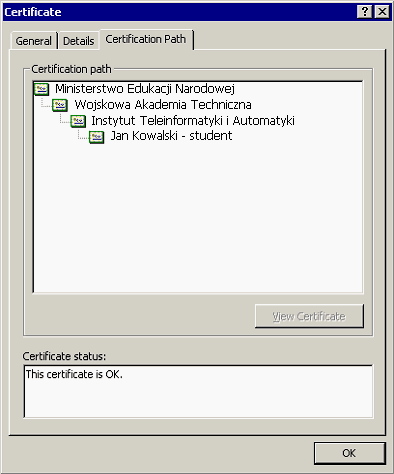 Certificate
General Details Certification Path
Certification path
Ministerstwo Edukacji Narodowej
Wojskowa Akademia Techniczna
Instytut Teleinformatyki i Automatyki
Jan Kowalski - student
View Certificate
Certificate status:
This certificate is OK.
OK